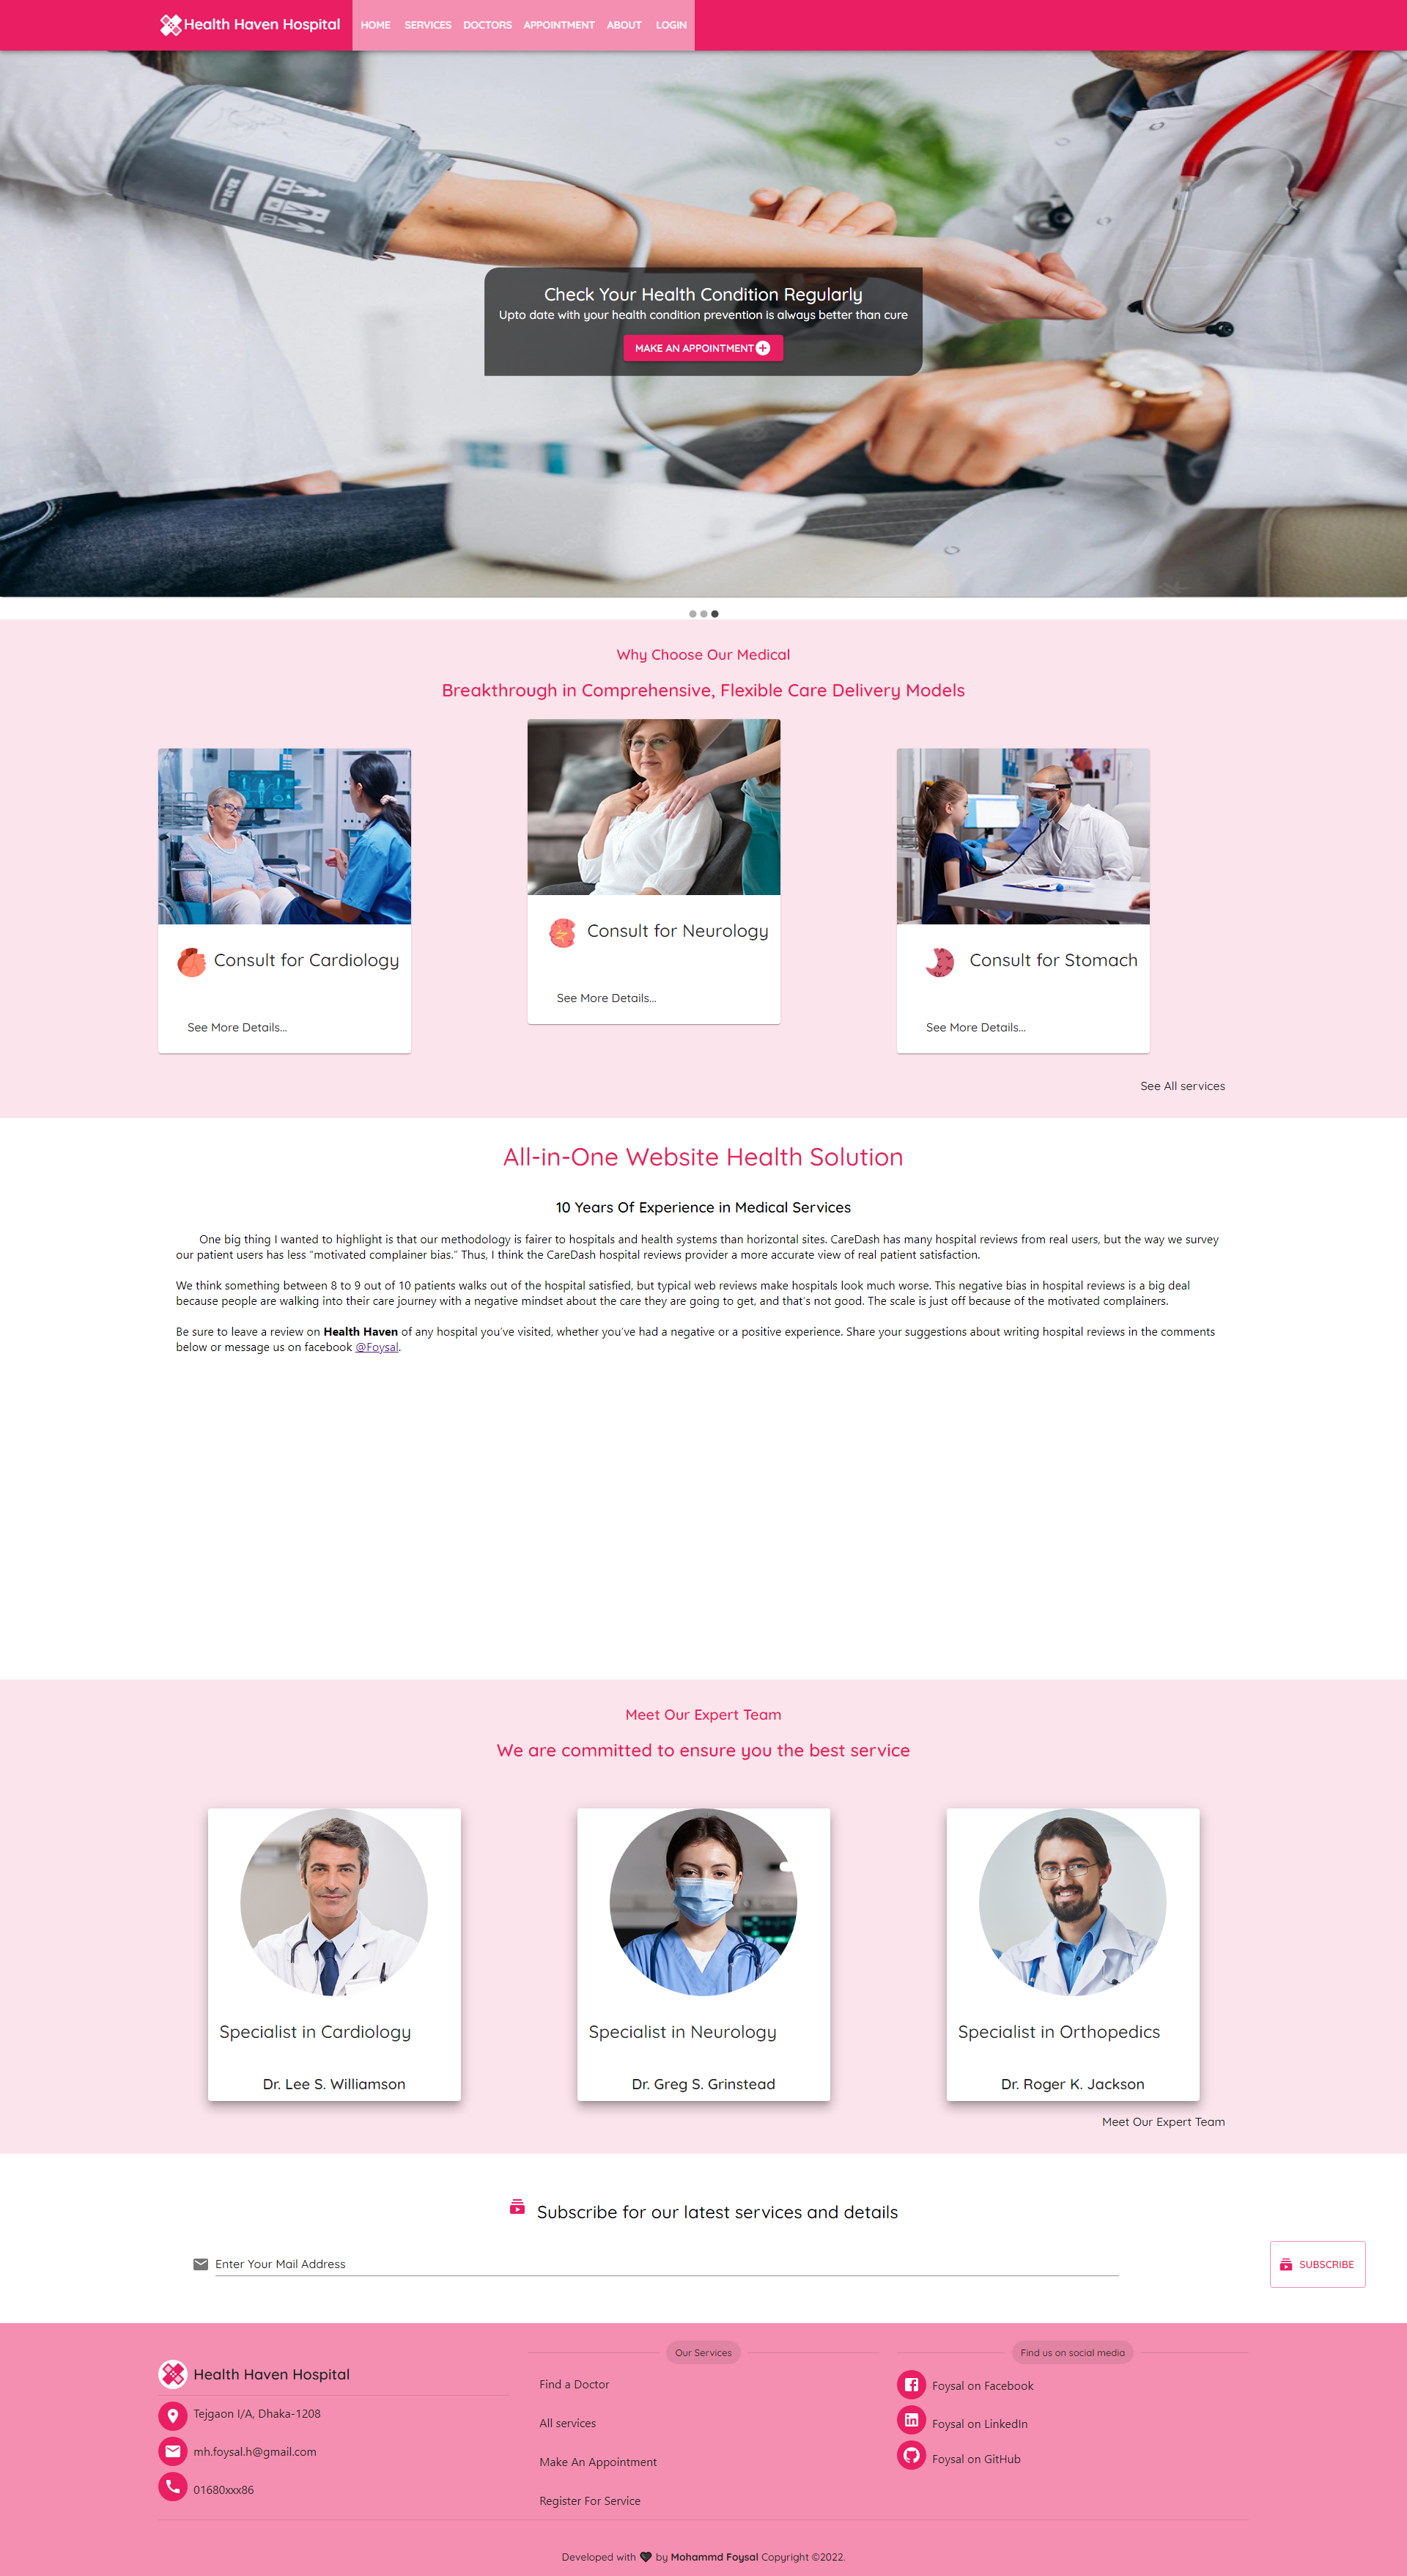 Health Haven Hospital
HOME SERVICES DOCTORS APPOINTMENT ABOUT LOGIN
Check Your Health Condition Regularly
Upto date with your health condition prevention is always better than cure
MAKE AN APPOINTMENT
Why Choose Our Medical
Breakthrough in Comprehensive, Flexible Care Delivery Models
Consult for Cardiology
See More Details...
Consult for Neurology
See More Details...
Consult for Stomach
See More Details...
See All services
All-in-One Website Health Solution
10 Years Of Experience in Medical Services
One big thing I wanted to highlight is that our methodology is fairer to hospitals and health systems than horizontal sites. CareDash has many hospital reviews from real users, but the way we survey
our patient users has less “motivated complainer bias.” Thus, I think the CareDash hospital reviews provider a more accurate view of real patient satisfaction.
We think something between 8 to 9 out of 10 patients walks out of the hospital satisfied, but typical web reviews make hospitals look much worse. This negative bias in hospital reviews is a big deal
because people are walking into their care journey with a negative mindset about the care they are going to get, and that’s not good. The scale is just off because of the motivated complainers.
Be sure to leave a review on Health Haven of any hospital you’ve visited, whether you’ve had a negative or a positive experience. Share your suggestions about writing hospital reviews in the comments
below or message us on facebook @Foysal.
Meet Our Expert Team
We are committed to ensure you the best service
Specialist in Cardiology
Dr. Lee S. Williamson
Specialist in Neurology
Dr. Greg S. Grinstead
Specialist in Orthopedics
Dr. Roger K. Jackson
Meet Our Expert Team
Subscribe for our latest services and details
Enter Your Mail Address
SUBSCRIBE
Health Haven Hospital
Tejgaon I/A, Dhaka-1208
mh.foysal.h@gmail.com
01680xxx86
Our Services
Find a Doctor
All services
Make An Appointment
Register For Service
Find us on social media
Foysal on Facebook
Foysal on LinkedIn
Foysal on GitHub
Developed with 🖤 by Mohammd Foysal Copyright ©2022.